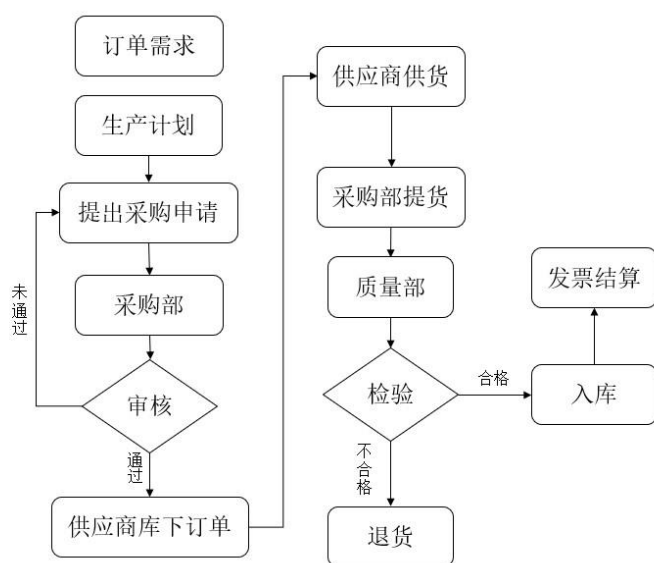 订单需求
生产计划
提出采购申请
采购部
未通过
审核
通过
供应商库下订单
供应商供货
采购部提货
质量部
检验
合格
不合格
退货
入库
发票结算